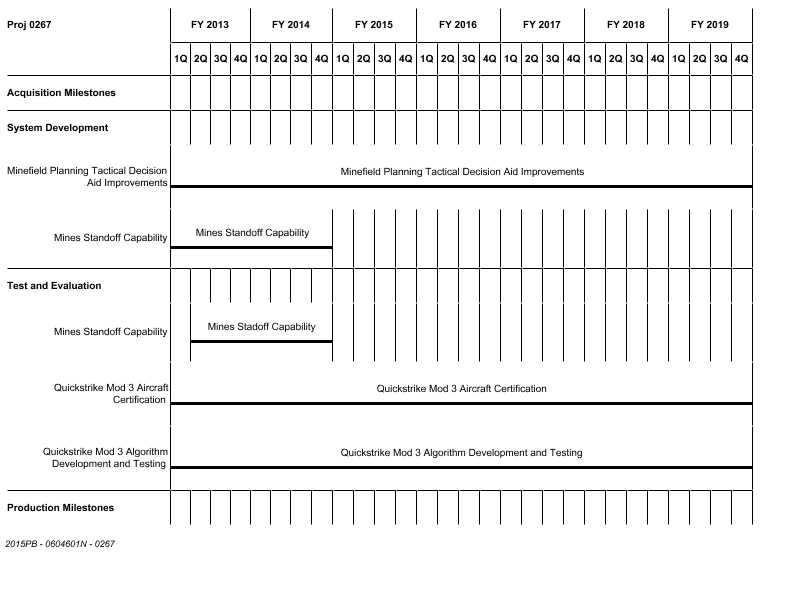 Proj 0267 FY 2013 FY 2014 FY 2015 FY 2016 FY 2017 FY 2018 FY 2019
1Q 2Q 3Q 4Q 1Q 2Q 3Q 4Q 1Q 2Q 3Q 4Q 1Q 2Q 3Q 4Q 1Q 2Q 3Q 4Q 1Q 2Q 3Q 4Q 1Q 2Q 3Q 4Q
Acquisition Milestones
System Development
Minefield Planning Tactical Decision
Aid Improvements
Minefield Planning Tactical Decision Aid Improvements
Mines Standoff Capability
Mines Standoff Capability
Test and Evaluation
Mines Standoff Capability
Mines Stadoff Capability
Quickstrike Mod 3 Aircraft
Certification
Quickstrike Mod 3 Aircraft Certification
Quickstrike Mod 3 Algorithm
Development and Testing
Quickstrike Mod 3 Algorithm Development and Testing
Production Milestones
2015PB - 0604601N - 0267